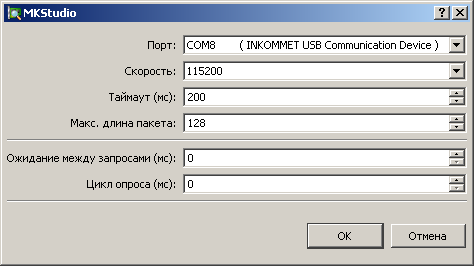 MKStudio
Порт: COM8 ( INKOMMET USB Communication Device )
Скорость: 115200
Таймаут (мс): 200
Макс. длина пакета: 128
Ожидание между запросами (мс): 0
Цикл опроса (мс): 0
OK Отмена